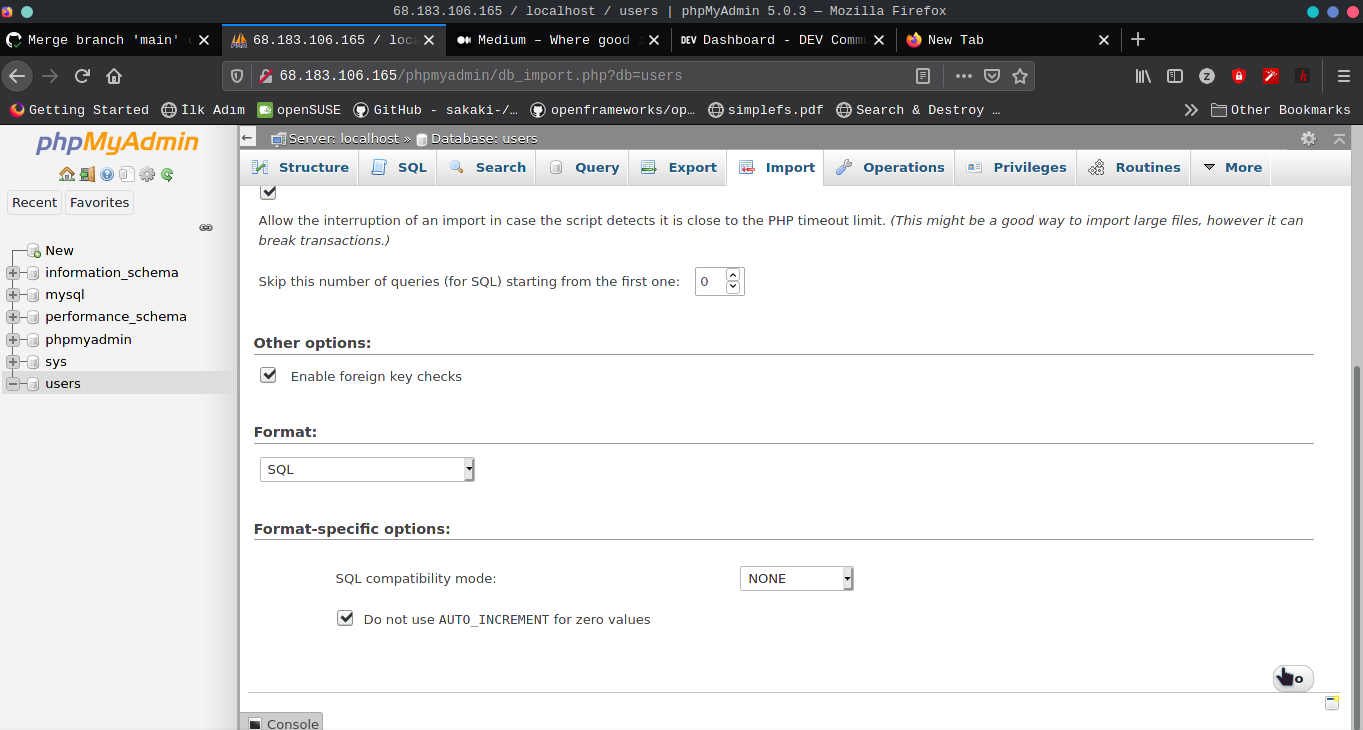 68.183.106.165 / localhost / users | phpMyAdmin 5.0.3 — Mozilla Firefox
Merge branch 'main'
68.183.106.165 / loca
Medium – Where good
DEV Dashboard - DEV Comm
New Tab
68.183.106.165/phpmyadmin/db_import.php?db=users
Getting Started İlk Adım openSUSE GitHub - sakaki-/… openframeworks/op… simplefs.pdf Search & Destroy … Other Bookmarks
phpMyAdmin
Recent Favorites
New
information_schema
mysql
performance_schema
phpmyadmin
sys
users
Server: localhost » Database: users
Structure SQL Search Query Export Import Operations Privileges Routines More
Allow the interruption of an import in case the script detects it is close to the PHP timeout limit. (This might be a good way to import large files, however it can
break transactions.)
Skip this number of queries (for SQL) starting from the first one: 0
Other options:
Enable foreign key checks
Format:
SQL
Format-specific options:
SQL compatibility mode: NONE
Do not use AUTO_INCREMENT for zero values
Console